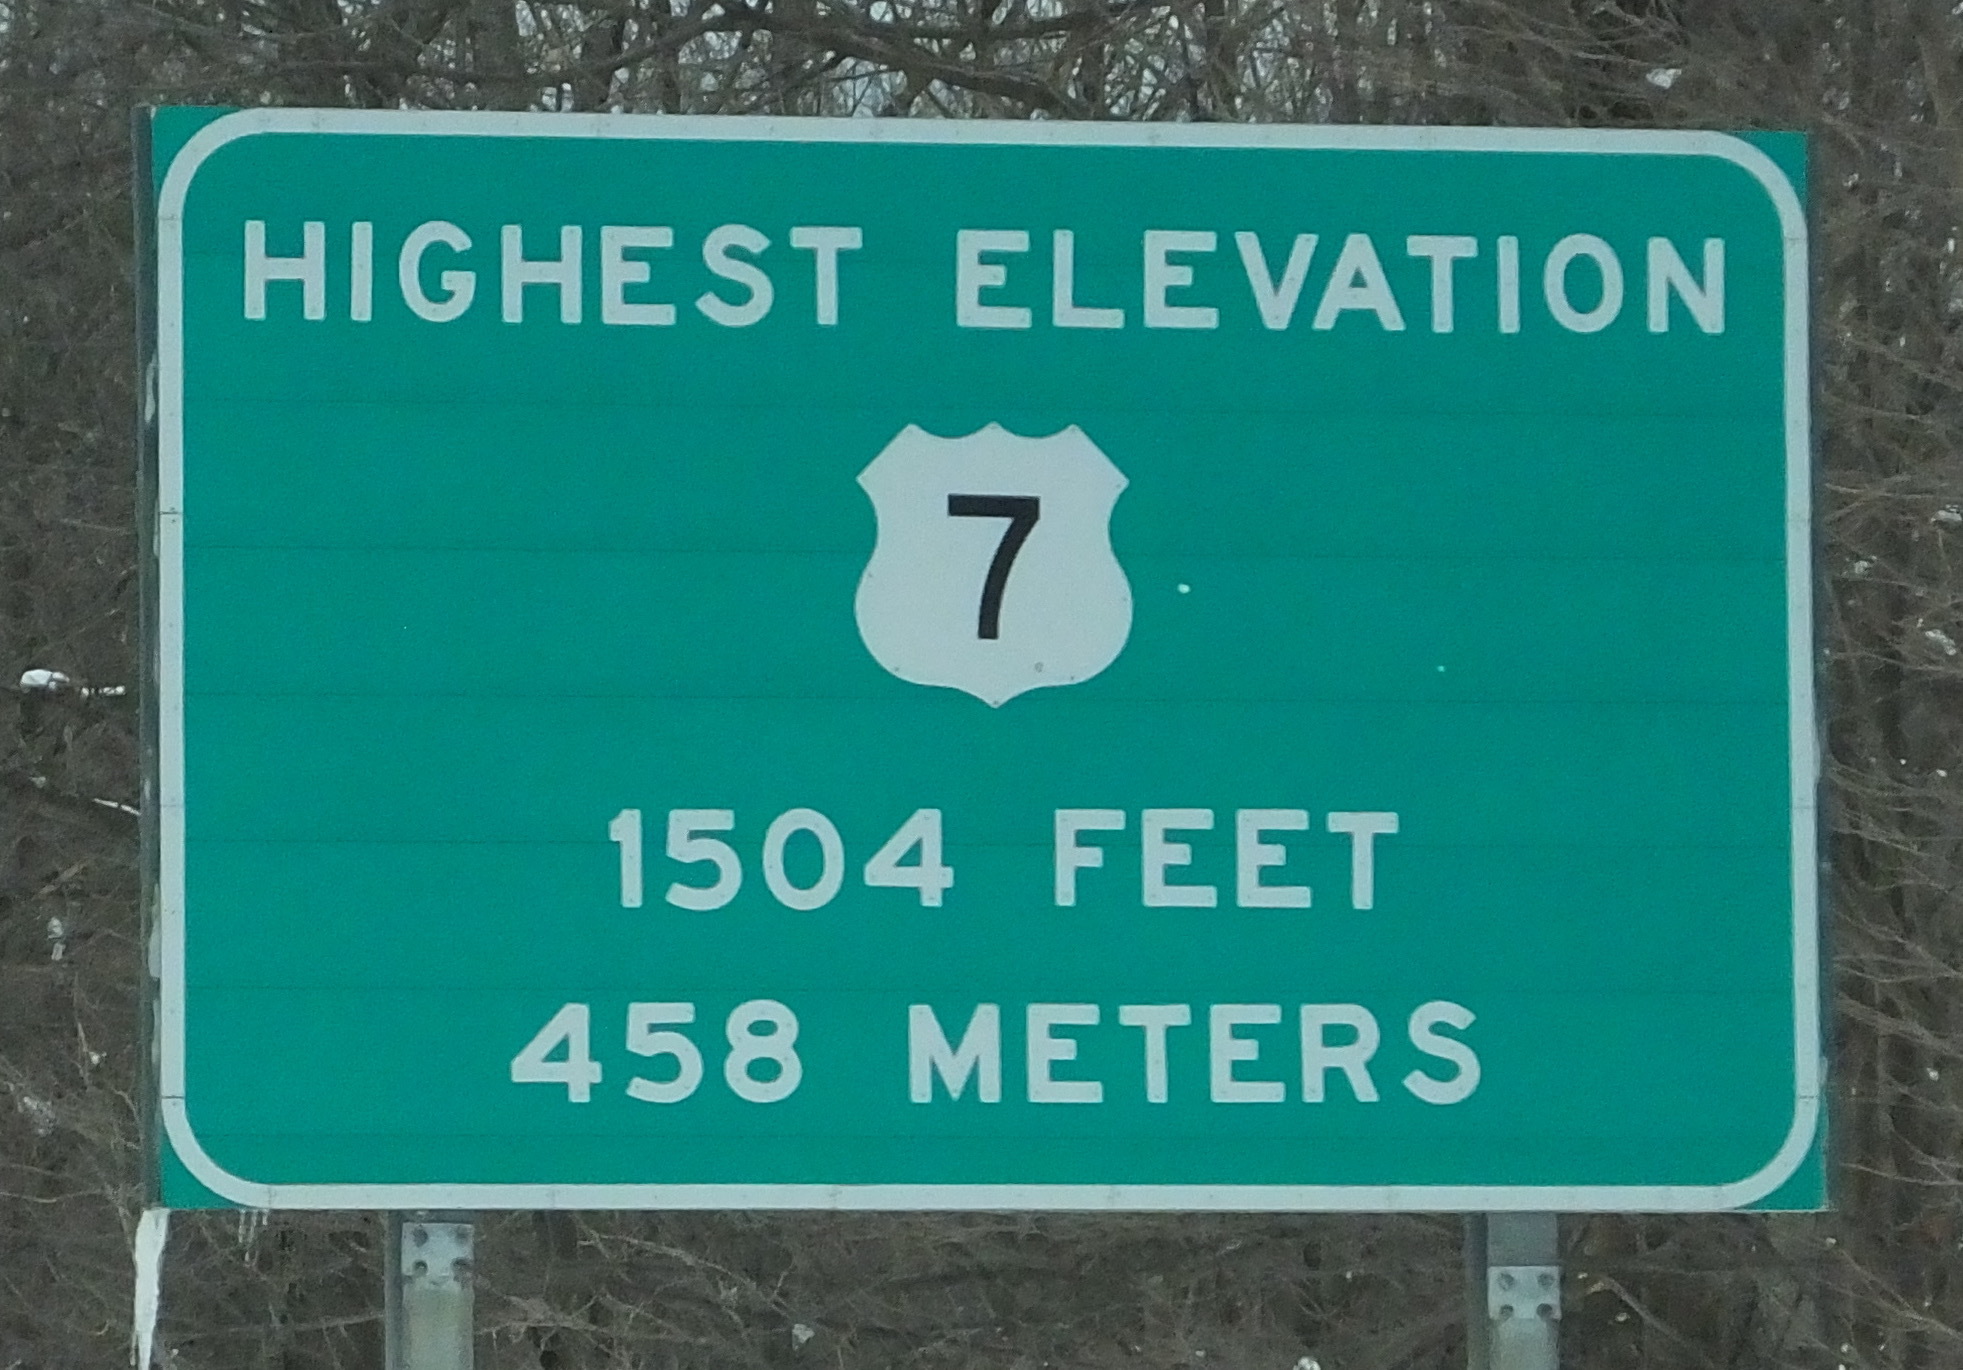 HIGHEST ELEVATION
7
1504 FEET
458 METERS